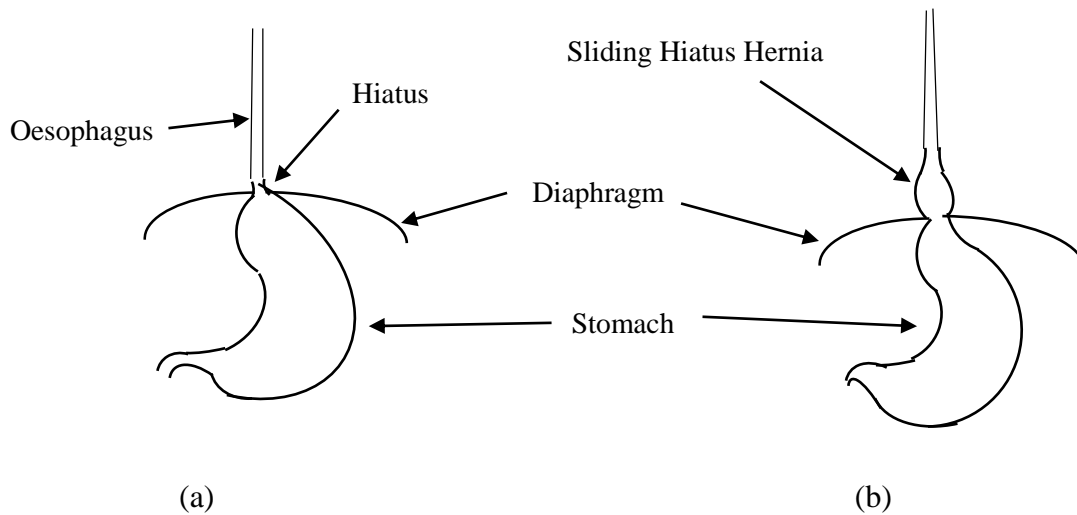 Sliding Hiatus Hernia
Hiatus
Oesophagus
Diaphragm
Stomach
(a)
(b)